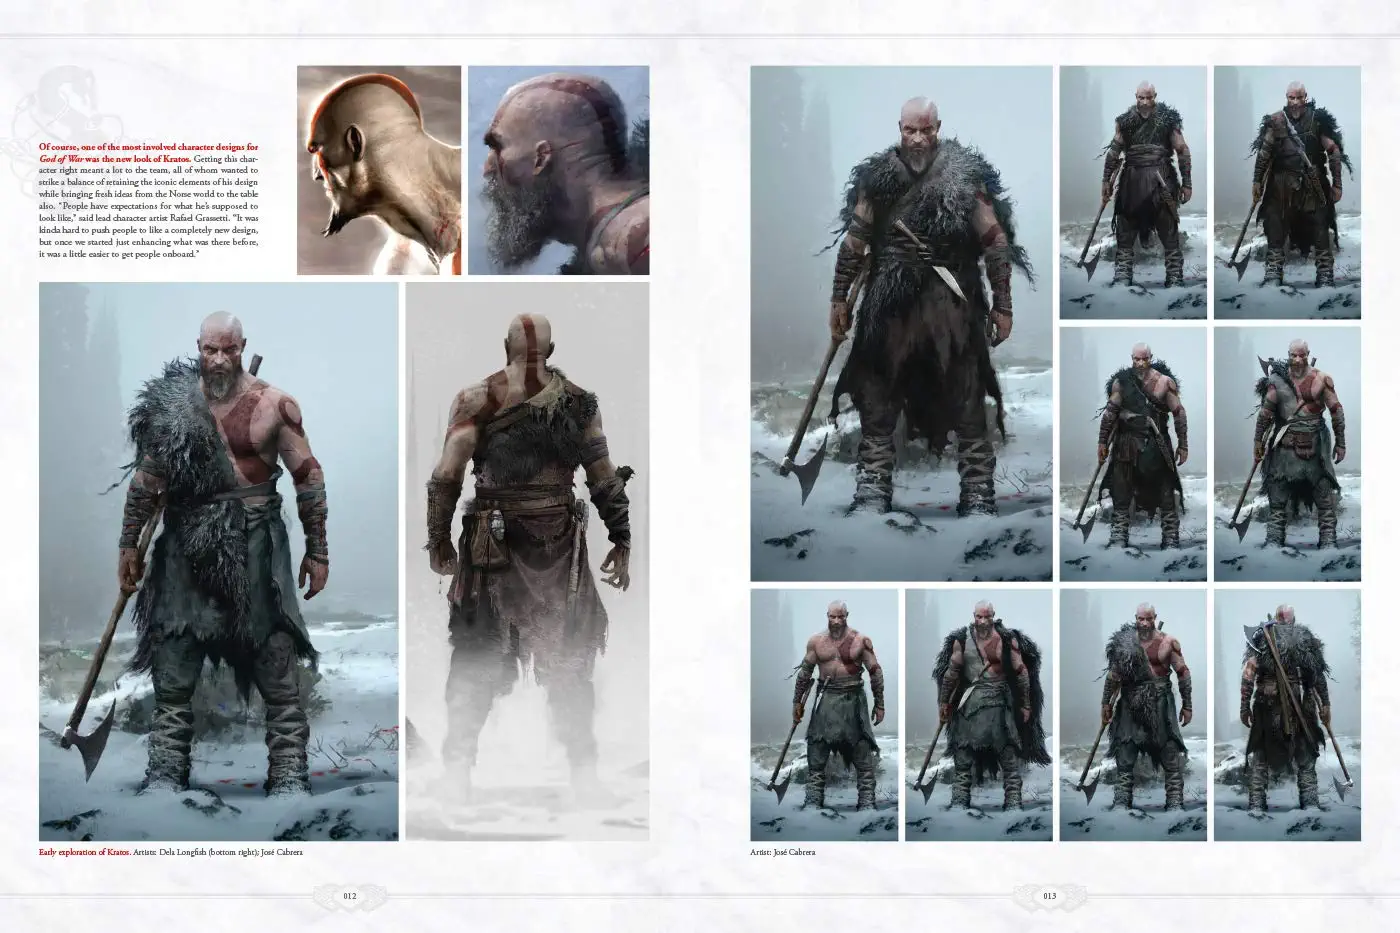 Of course, one of the most involved character designs for
God of War was the new look of Kratos. Getting this char-
acter right meant a lot to the team, all of whom wanted to
strike a balance of retaining the iconic elements of his design
while bringing fresh ideas from the Norse world to the table
also. “People have expectations for what he’s supposed to
look like,” said lead character artist Rafael Grassetti. “It was
kinda hard to push people to like a completely new design,
but once we started just enhancing what was there before,
it was a little easier to get people onboard.”
Early exploration of Kratos. Artists: Dela Longfish (bottom right); José Cabrera
012
Artist: José Cabrera
013